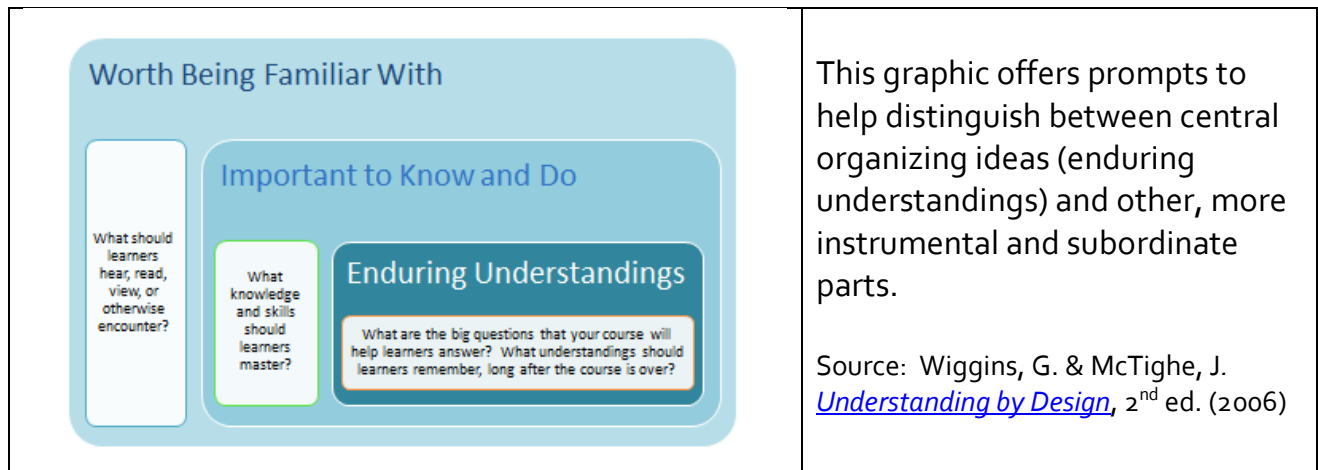 Worth Being Familiar With
What should
learners
hear, read,
view, or
otherwise
encounter?
Important to Know and Do
What
knowledge
and skills
should
learners
master?
Enduring Understandings
What are the big questions that your course will
help learners answer? What understandings should
learners remember, long after the course is over?
This graphic offers prompts to
help distinguish between central
organizing ideas (enduring
understandings) and other, more
instrumental and subordinate
parts.
Source: Wiggins, G. & McTighe, J.
Understanding by Design, 2nd ed. (2006)